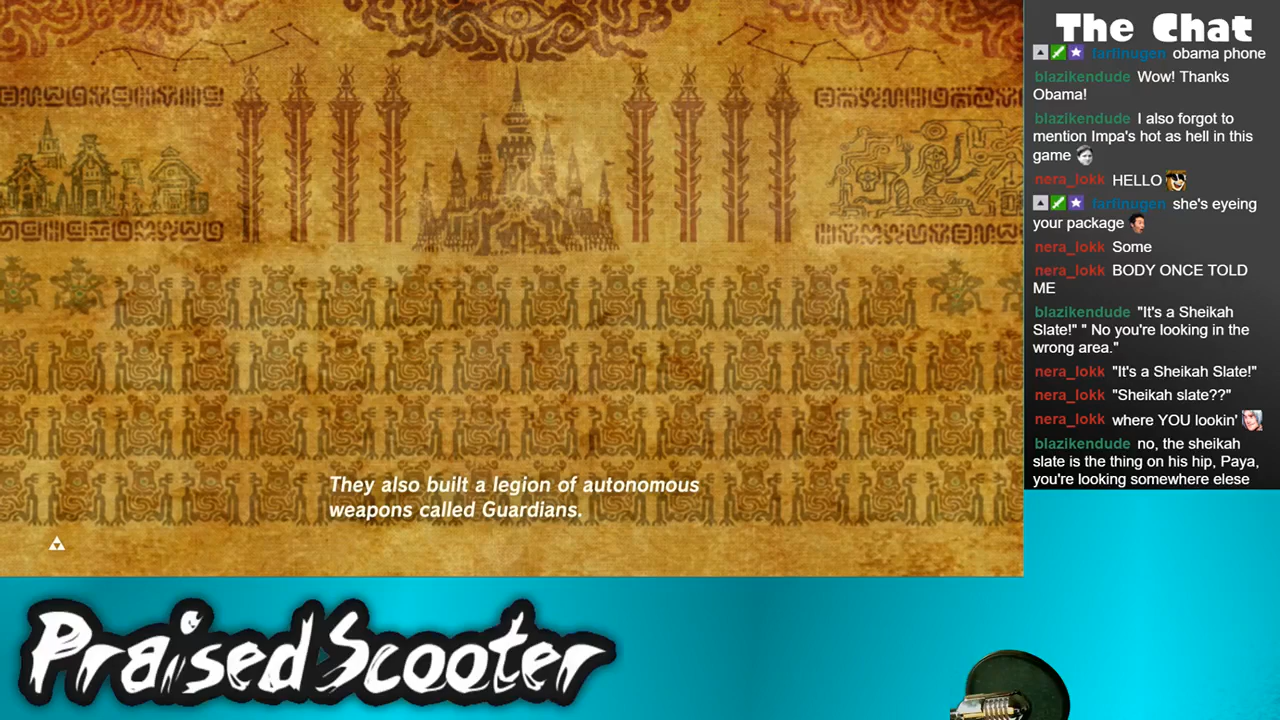 They also built a legion of autonomous
weapons called Guardians.
The Chat
farfinugen obama phone
blazikendude Wow! Thanks
Obama!
blazikendude I also forgot to
mention Impa's hot as hell in this
game
nera_lokk HELLO
farfinugen she's eyeing
your package
nera_lokk Some
nera_lokk BODY ONCE TOLD
ME
blazikendude "It's a Sheikah
Slate!" " No you're looking in the
wrong area."
nera_lokk "It's a Sheikah Slate!"
nera_lokk "Sheikah slate??"
nera_lokk where YOU lookin'
blazikendude no, the sheikah
slate is the thing on his hip, Paya,
you're looking somewhere elese
PraisedScooter